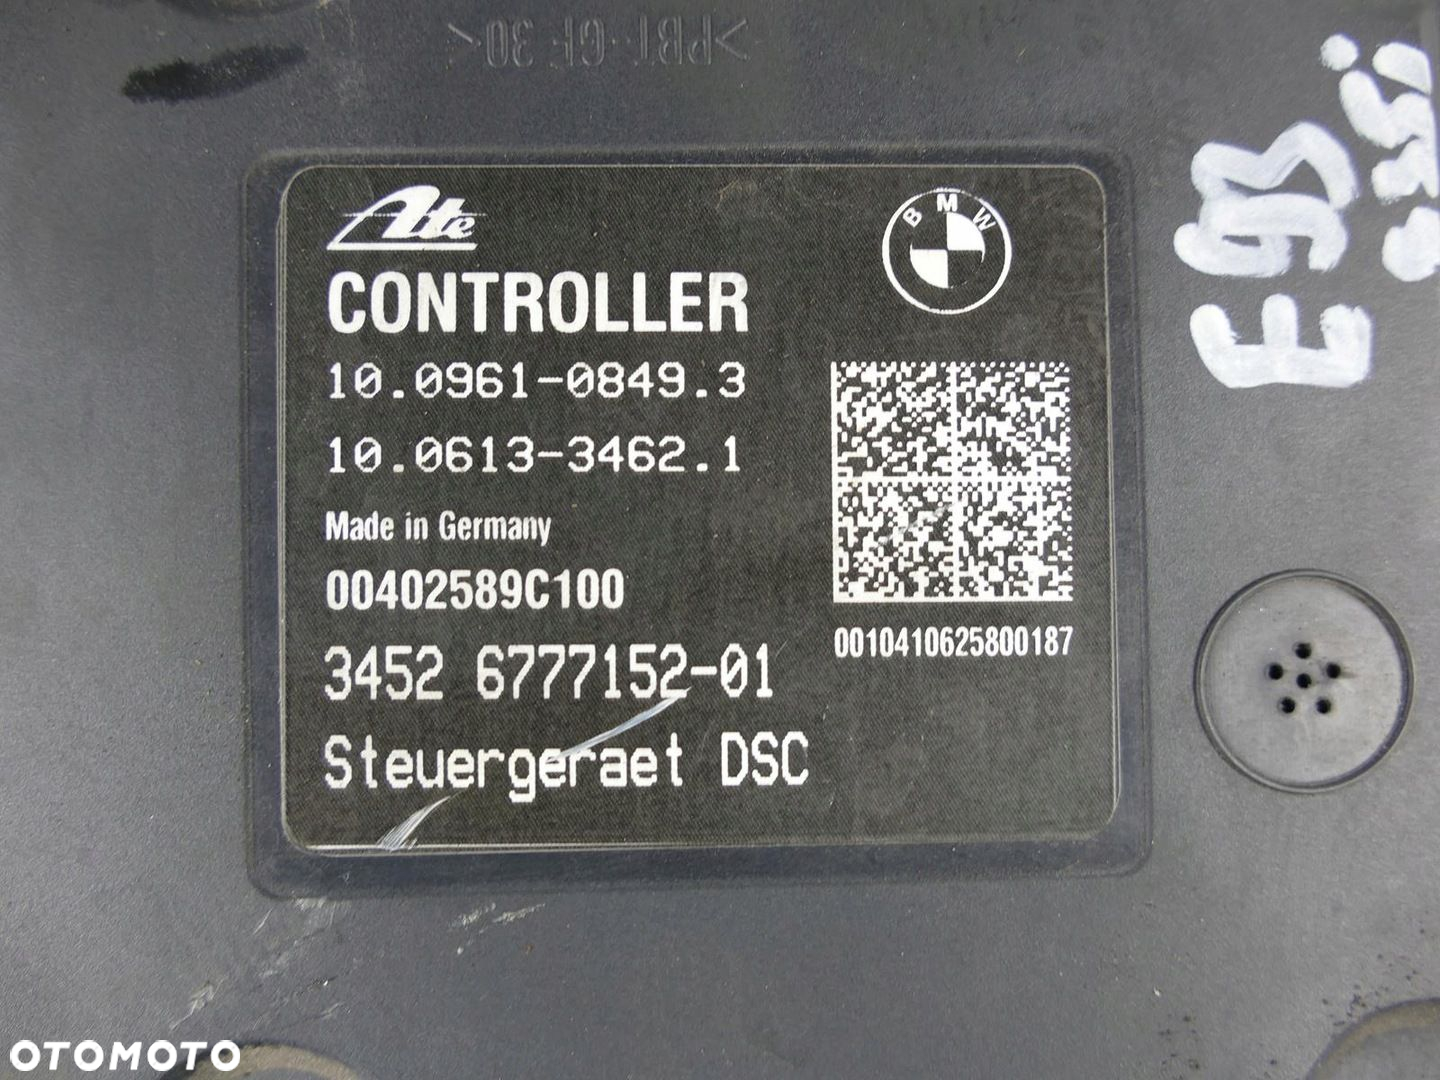 >PBT-GF 30<
Ate
BMW
CONTROLLER
10.0961-0849.3
10.0613-3462.1
Made in Germany
00402589C100
3452 6777152-01
Steuergeraet DSC
0010410625800187
E93
335i
OTOMOTO